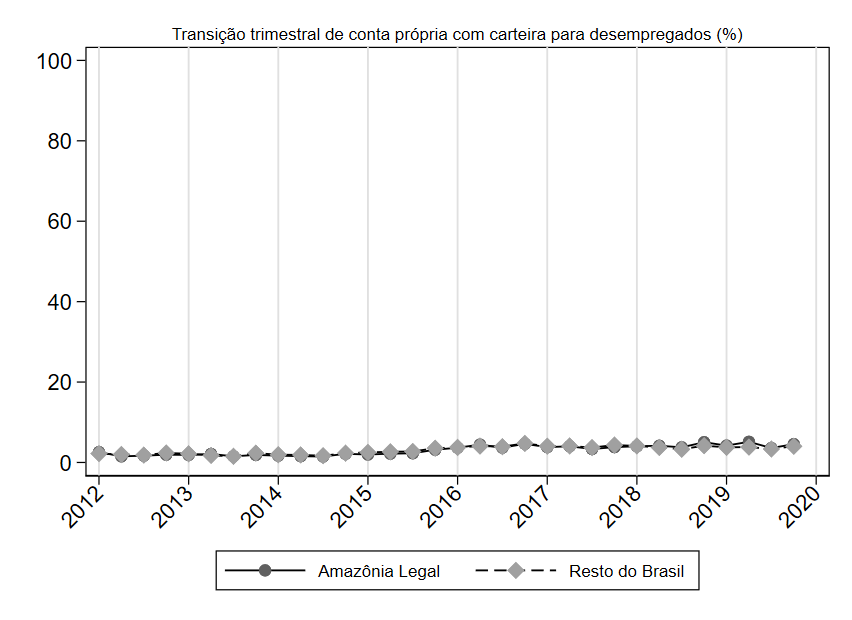 Transição trimestral de conta própria com carteira para desempregados (%)
100
80
60
40
20
0
2012 2013 2014 2015 2016 2017 2018 2019 2020
Amazônia Legal Resto do Brasil